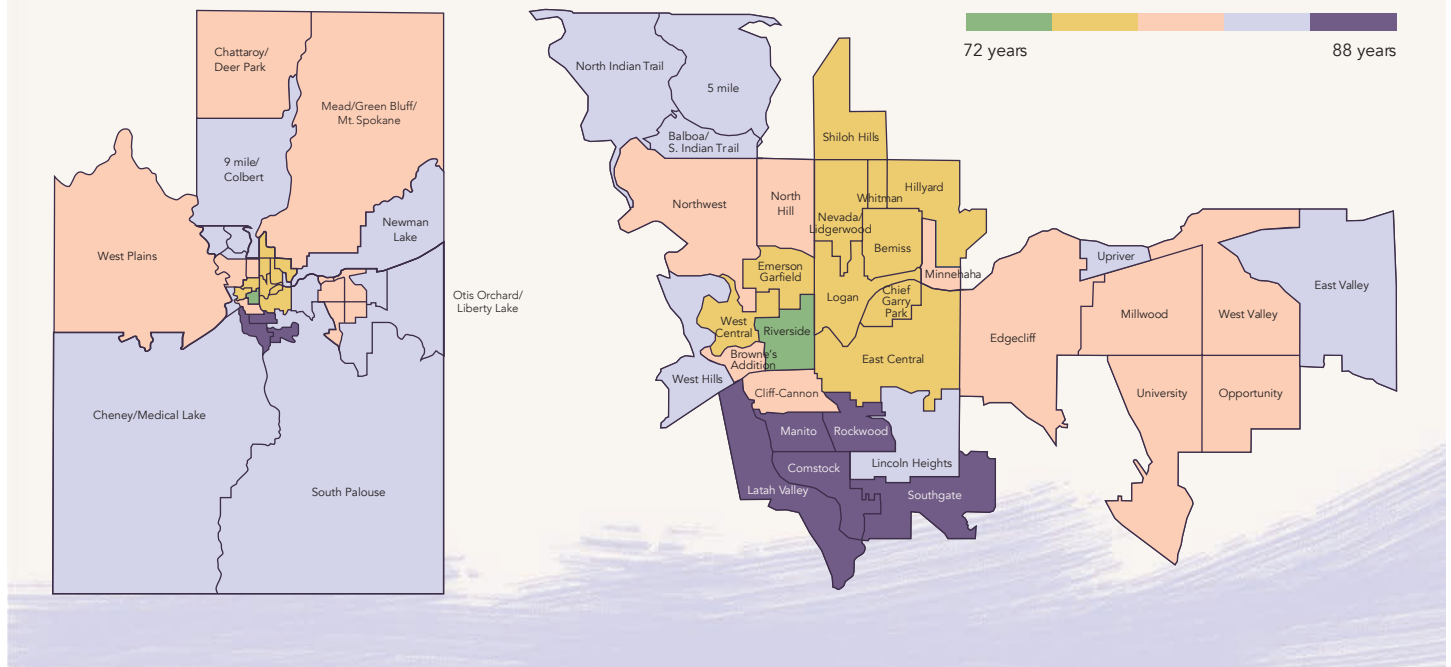 72 years
88 years
Chattaroy/
Deer Park
Mead/Green Bluff/
Mt. Spokane
9 mile/
Colbert
Newman
Lake
West Plains
Otis Orchard/
Liberty Lake
Cheney/Medical Lake
South Palouse
North Indian Trail
5 mile
Balboa/
S. Indian Trail
Shiloh Hills
Northwest
North
Hill
Whitman
Hillyard
Nevada/
Lidgerwood
Bemiss
Minnehaha
Emerson
Garfield
Logan
Chief
Garry
Park
West
Central
Riverside
East Central
Browne's
Addition
West Hills
Cliff-Cannon
Manito
Rockwood
Comstock
Lincoln Heights
Latah Valley
Southgate
Upriver
East Valley
Edgecliff
Millwood
West Valley
University
Opportunity